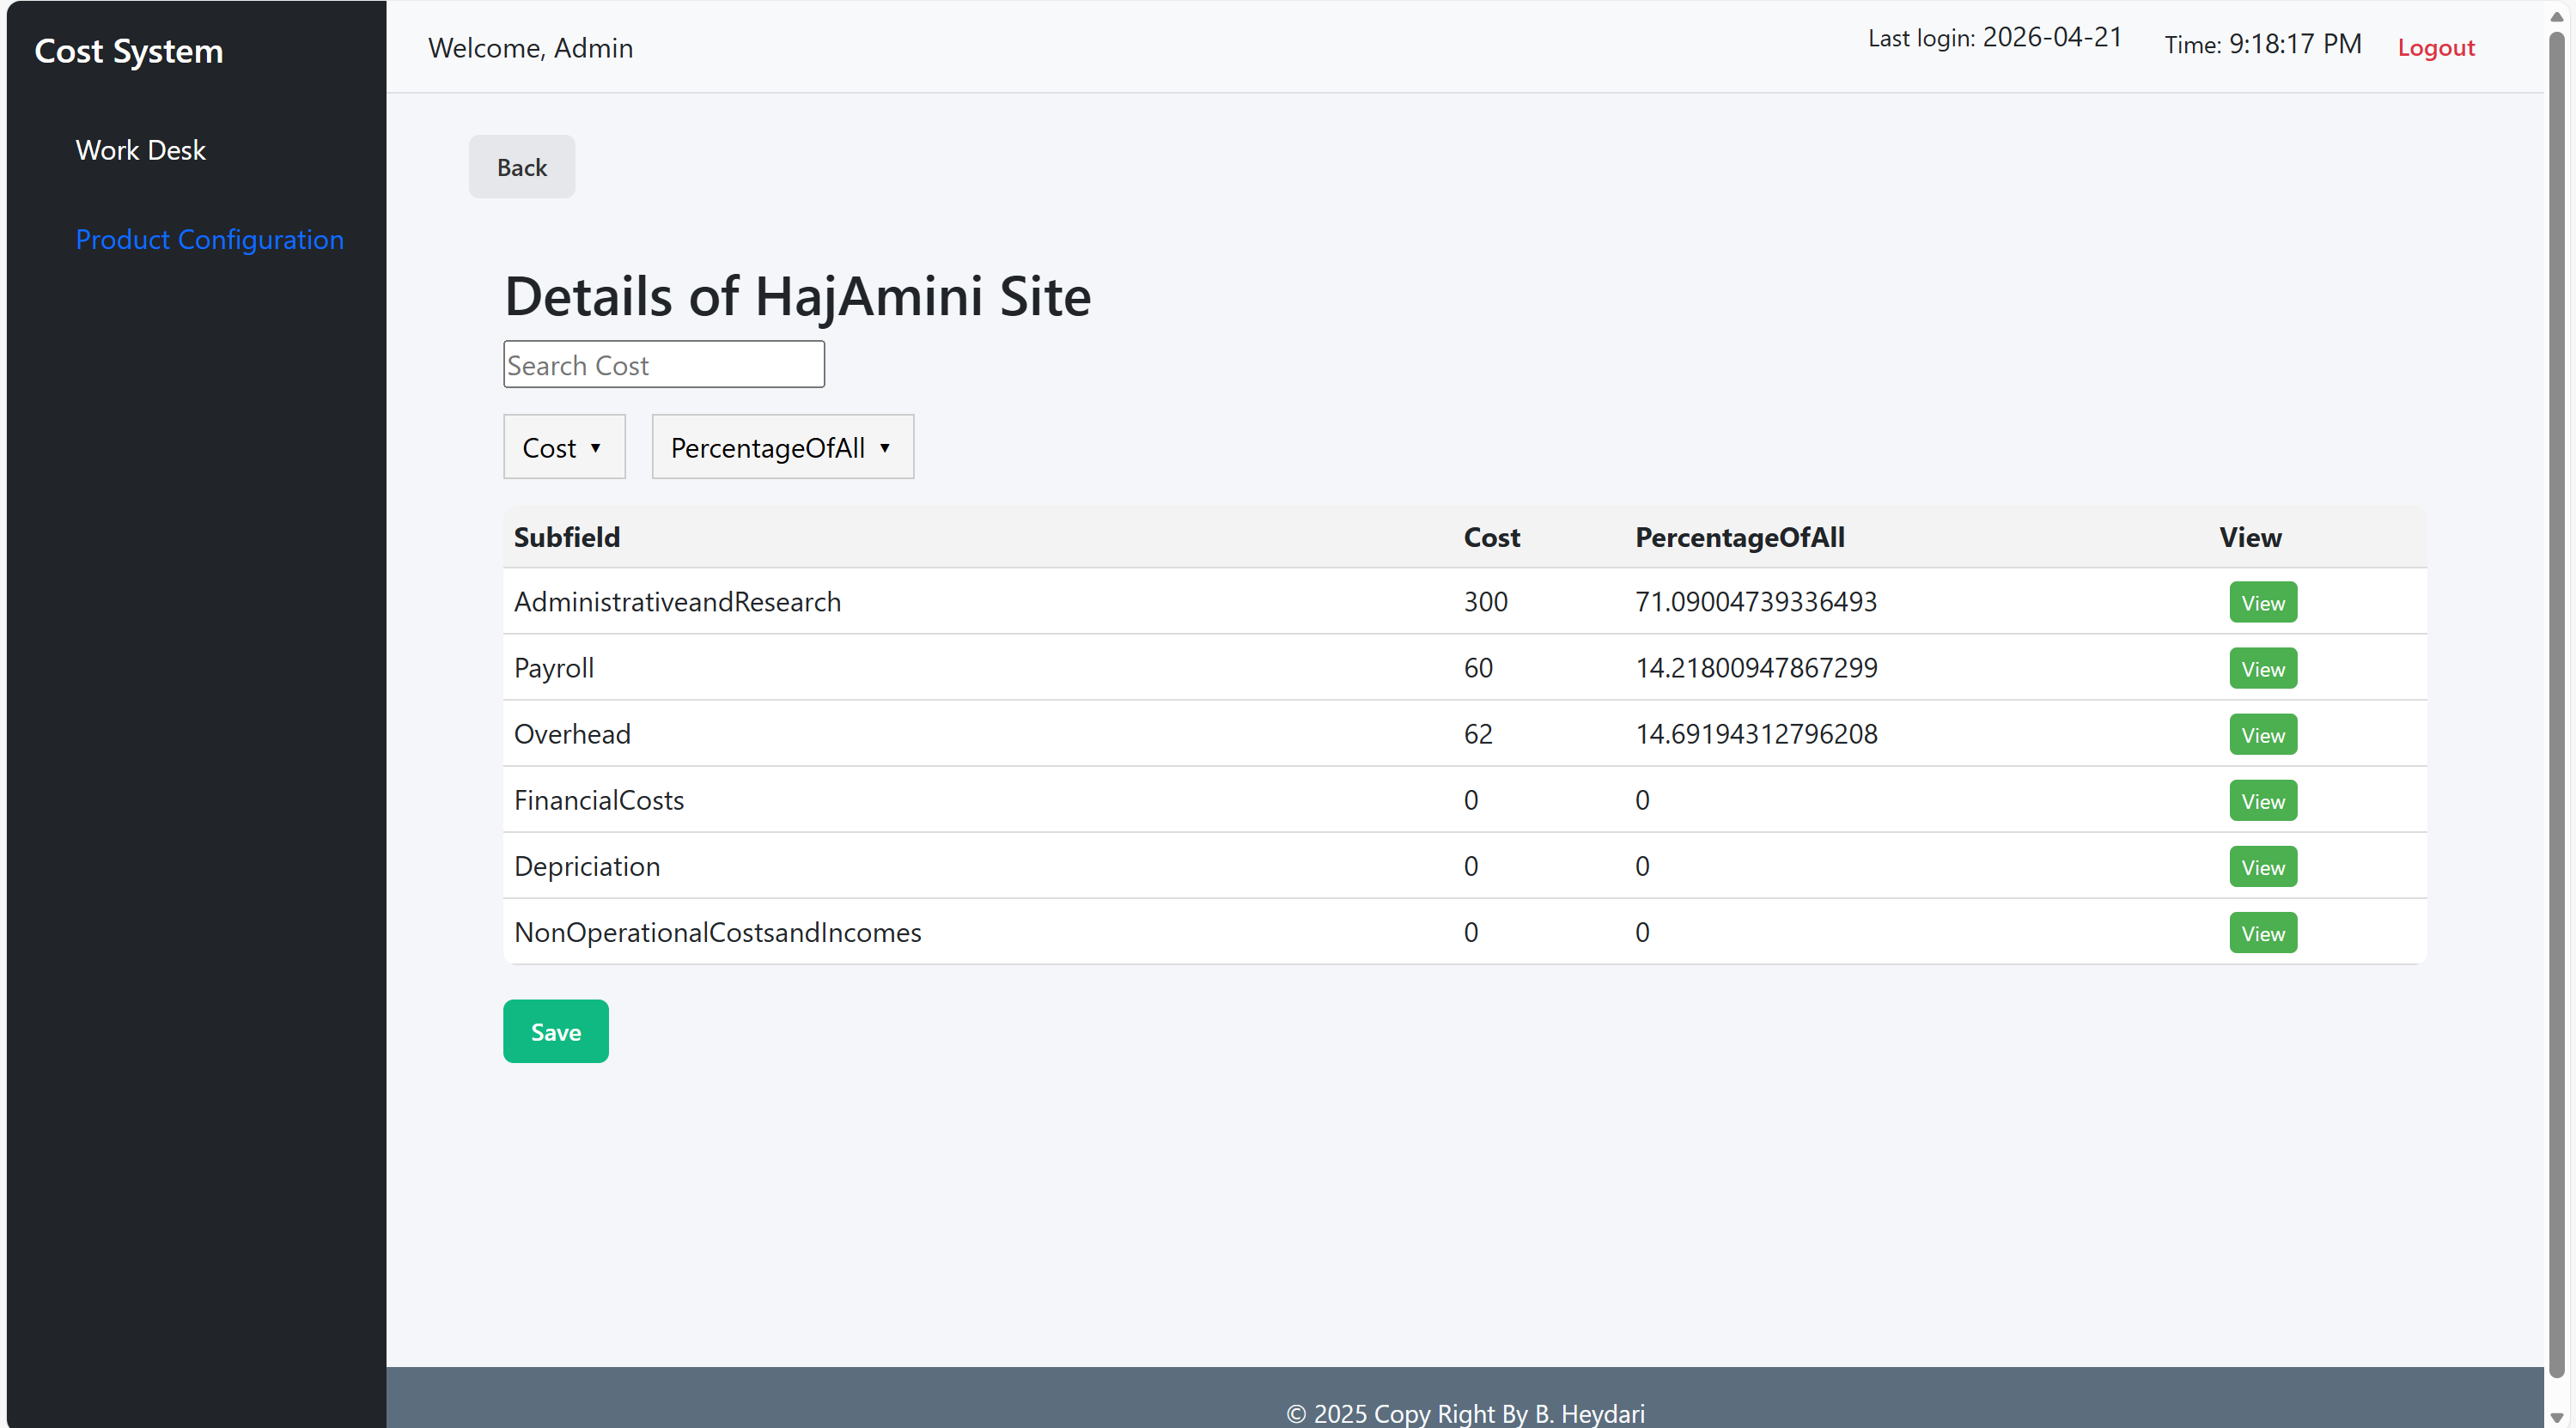 Cost System
Work Desk
Product Configuration
Welcome, Admin
Last login: 2026-04-21 Time: 9:18:17 PM Logout
Back
Details of HajAmini Site
Search Cost
Cost ▼ PercentageOfAll ▼
Subfield Cost PercentageOfAll View
AdministrativeandResearch 300 71.09004739336493 View
Payroll 60 14.21800947867299 View
Overhead 62 14.69194312796208 View
FinancialCosts 0 0 View
Depriciation 0 0 View
NonOperationalCostsandIncomes 0 0 View
Save
© 2025 Copy Right By B. Heydari